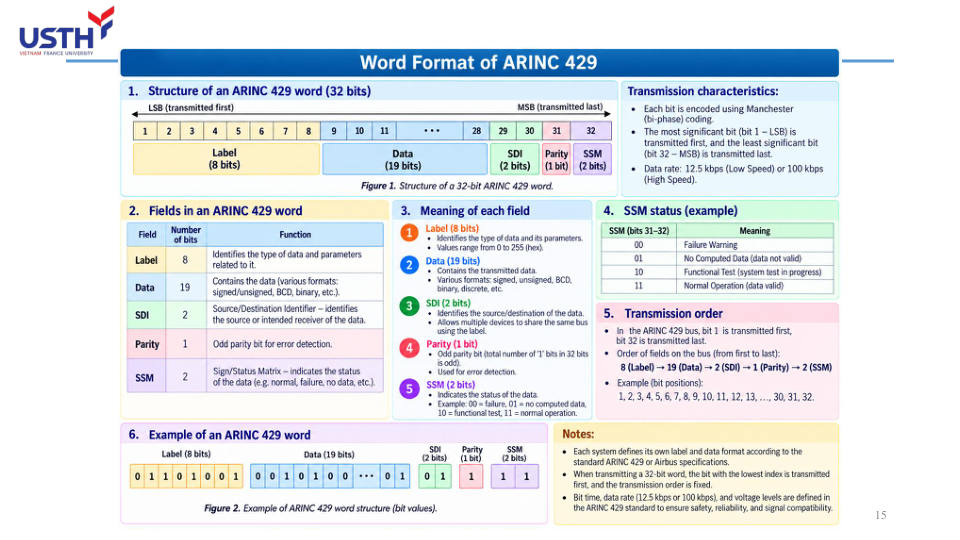 USTH
VIETNAM FRANCE UNIVERSITY
Word Format of ARINC 429
1. Structure of an ARINC 429 word (32 bits)
LSB (transmitted first)
MSB (transmitted last)
1 2 3 4 5 6 7 8 9 10 11 • • • 28 29 30 31 32
Label
(8 bits)
Data
(19 bits)
SDI
(2 bits)
Parity
(1 bit)
SSM
(2 bits)
Figure 1. Structure of a 32-bit ARINC 429 word.
Transmission characteristics:
• Each bit is encoded using Manchester
(bi-phase) coding.
• The most significant bit (bit 1 – LSB) is
transmitted first, and the least significant bit
(bit 32 – MSB) is transmitted last.
• Data rate: 12.5 kbps (Low Speed) or 100 kbps
(High Speed).
2. Fields in an ARINC 429 word
Field Number of bits Function
Label 8 Identifies the type of data and parameters
related to it.
Data 19 Contains the data (various formats:
signed/unsigned, BCD, binary, etc.).
SDI 2 Source/Destination Identifier – identifies
the source or intended receiver of the data.
Parity 1 Odd parity bit for error detection.
SSM 2 Sign/Status Matrix – indicates the status
of the data (e.g. normal, failure, no data, etc.).
3. Meaning of each field
1 Label (8 bits)
• Identifies the type of data and its parameters.
• Values range from 0 to 255 (hex).
2 Data (19 bits)
• Contains the transmitted data.
• Various formats: signed, unsigned, BCD,
binary, discrete, etc.
3 SDI (2 bits)
• Identifies the source/destination of the data.
• Allows multiple devices to share the same bus
using the label.
4 Parity (1 bit)
• Odd parity bit (total number of '1' bits in 32 bits
is odd).
• Used for error detection.
5 SSM (2 bits)
• Indicates the status of the data.
• Example: 00 = failure, 01 = no computed data,
10 = functional test, 11 = normal operation.
4. SSM status (example)
SSM (bits 31–32) Meaning
00 Failure Warning
01 No Computed Data (data not valid)
10 Functional Test (system test in progress)
11 Normal Operation (data valid)
5. Transmission order
• In the ARINC 429 bus, bit 1 is transmitted first,
bit 32 is transmitted last.
• Order of fields on the bus (from first to last):
8 (Label) → 19 (Data) → 2 (SDI) → 1 (Parity) → 2 (SSM)
• Example (bit positions):
1, 2, 3, 4, 5, 6, 7, 8, 9, 10, 11, 12, 13, …, 30, 31, 32.
6. Example of an ARINC 429 word
Label (8 bits)
Data (19 bits)
SDI
(2 bits)
Parity
(1 bit)
SSM
(2 bits)
0 1 1 0 1 0 0 1 0 0 1 0 1 0 0 • • • 0 1 0 1 1 1 1
Figure 2. Example of ARINC 429 word structure (bit values).
Notes:
• Each system defines its own label and data format according to the
standard ARINC 429 or Airbus specifications.
• When transmitting a 32-bit word, the bit with the lowest index is transmitted
first, and the transmission order is fixed.
• Bit time, data rate (12.5 kbps or 100 kbps), and voltage levels are defined in
the ARINC 429 standard to ensure safety, reliability, and signal compatibility.
15